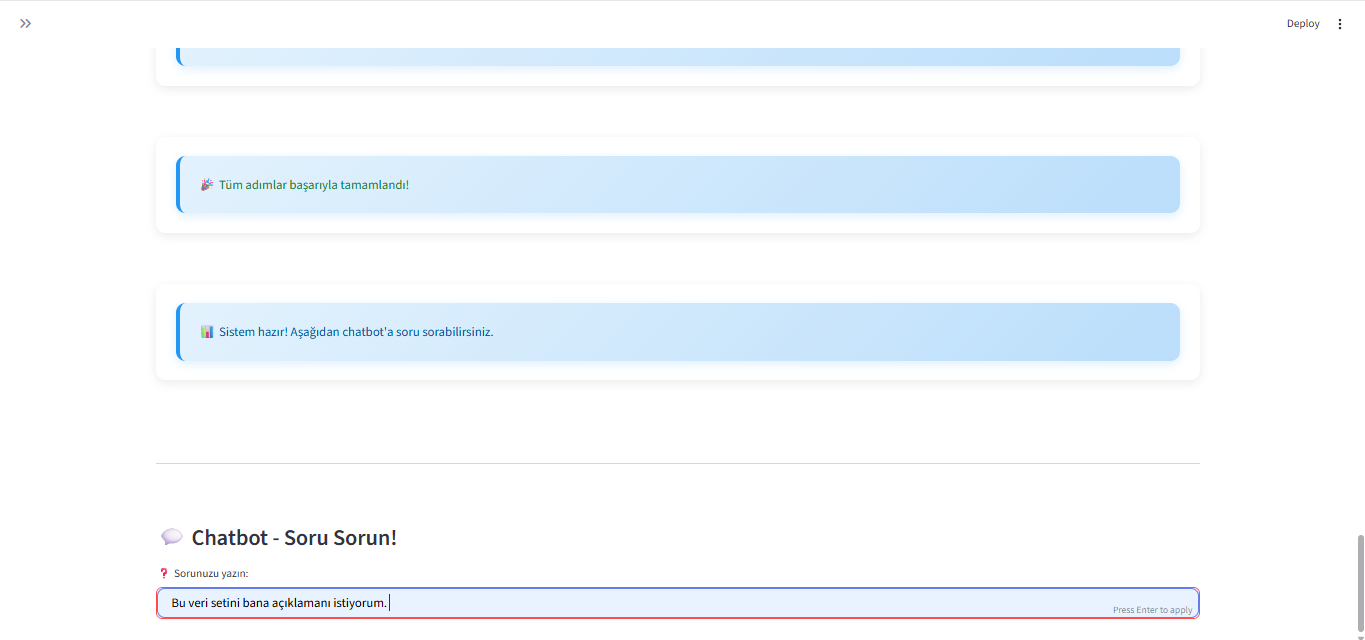 Deploy
Tüm adımlar başarıyla tamamlandı!
Sistem hazır! Aşağıdan chatbot'a soru sorabilirsiniz.
Chatbot - Soru Sorun!
Sorunuzu yazın:
Bu veri setini bana açıklamanı istiyorum.
Press Enter to apply